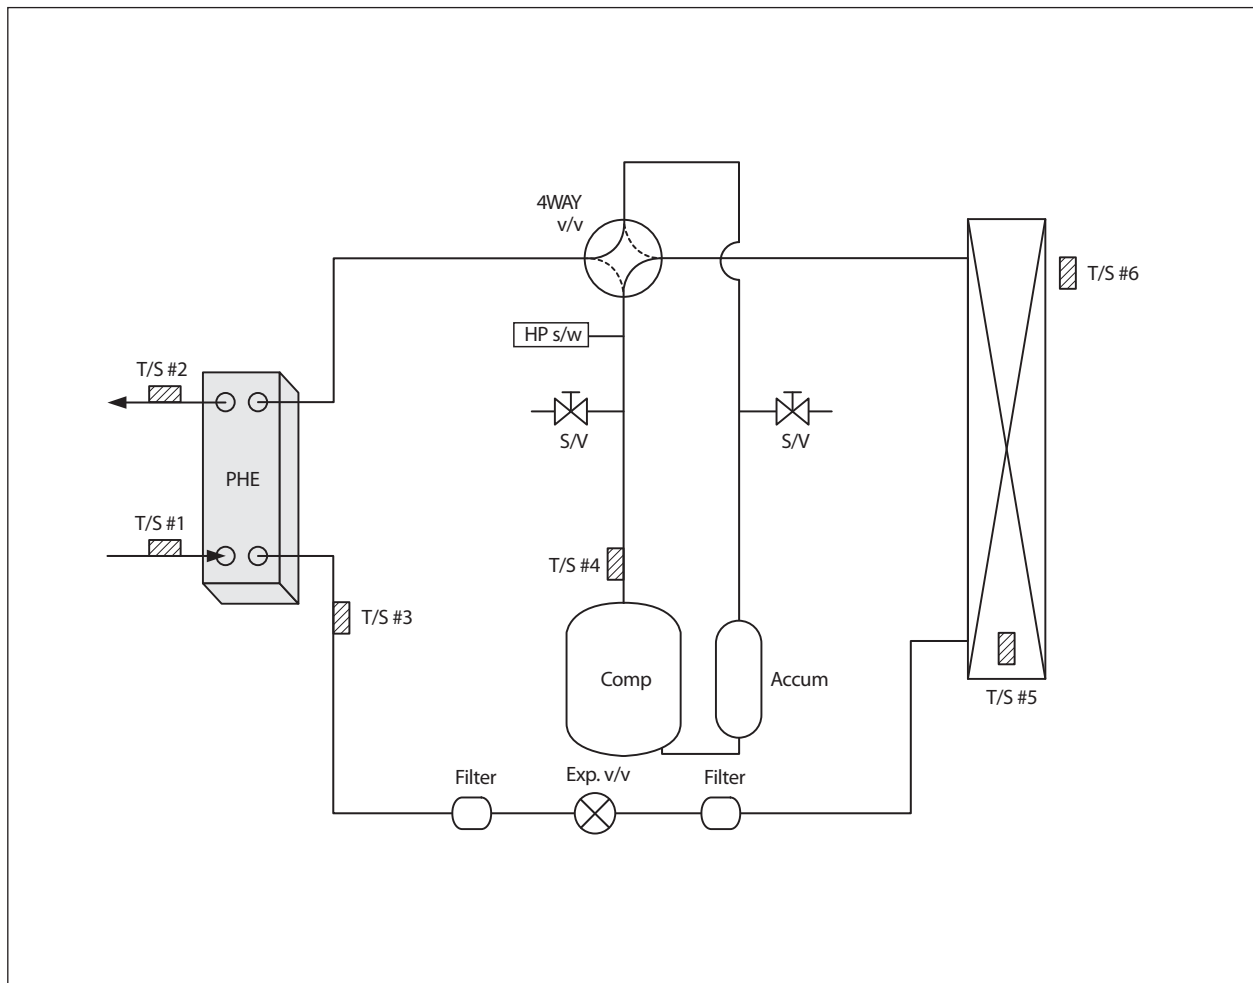 4WAY
v/v
T/S #6
HP s/w
T/S #2
S/V
S/V
PHE
T/S #1
T/S #4
T/S #3
Comp
Accum
T/S #5
Filter
Exp. v/v
Filter